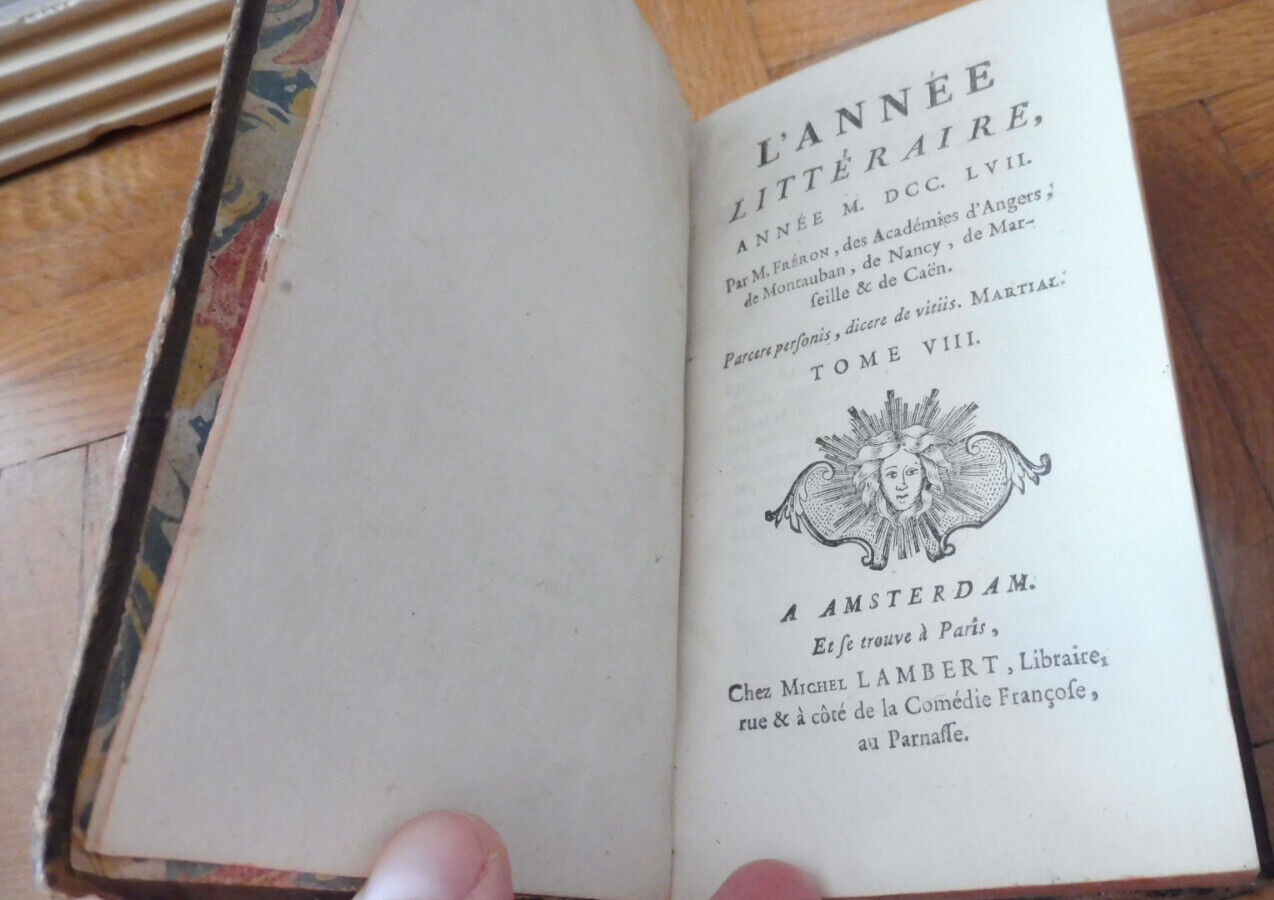 L'ANNÉE
LITTÉRAIRE,
ANNÉE M. DCC. LVII.
Par M. FRÉRON, des Académies d'Angers,
de Montauban, de Nancy, de Mar-
ſeille & de Caën.
Parcere perſonis, dicere de vitiis. MARTIAL.
TOME VIII.
A AMSTERDAM.
Et ſe trouve à Paris,
Chez MICHEL LAMBERT, Libraire,
rue & à côté de la Comédie Françoſe,
au Parnaſſe.